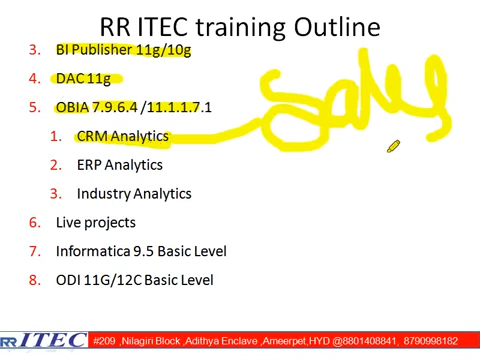 RR ITEC training Outline
3. BI Publisher 11g/10g
4. DAC 11g
5. OBIA 7.9.6.4 /11.1.1.7.1
1. CRM Analytics
Sales
2. ERP Analytics
3. Industry Analytics
6. Live projects
7. Informatica 9.5 Basic Level
8. ODI 11G/12C Basic Level
RR ITEC #209 ,Nilagiri Block ,Adithya Enclave ,Ameerpet,HYD @8801408841, 8790998182